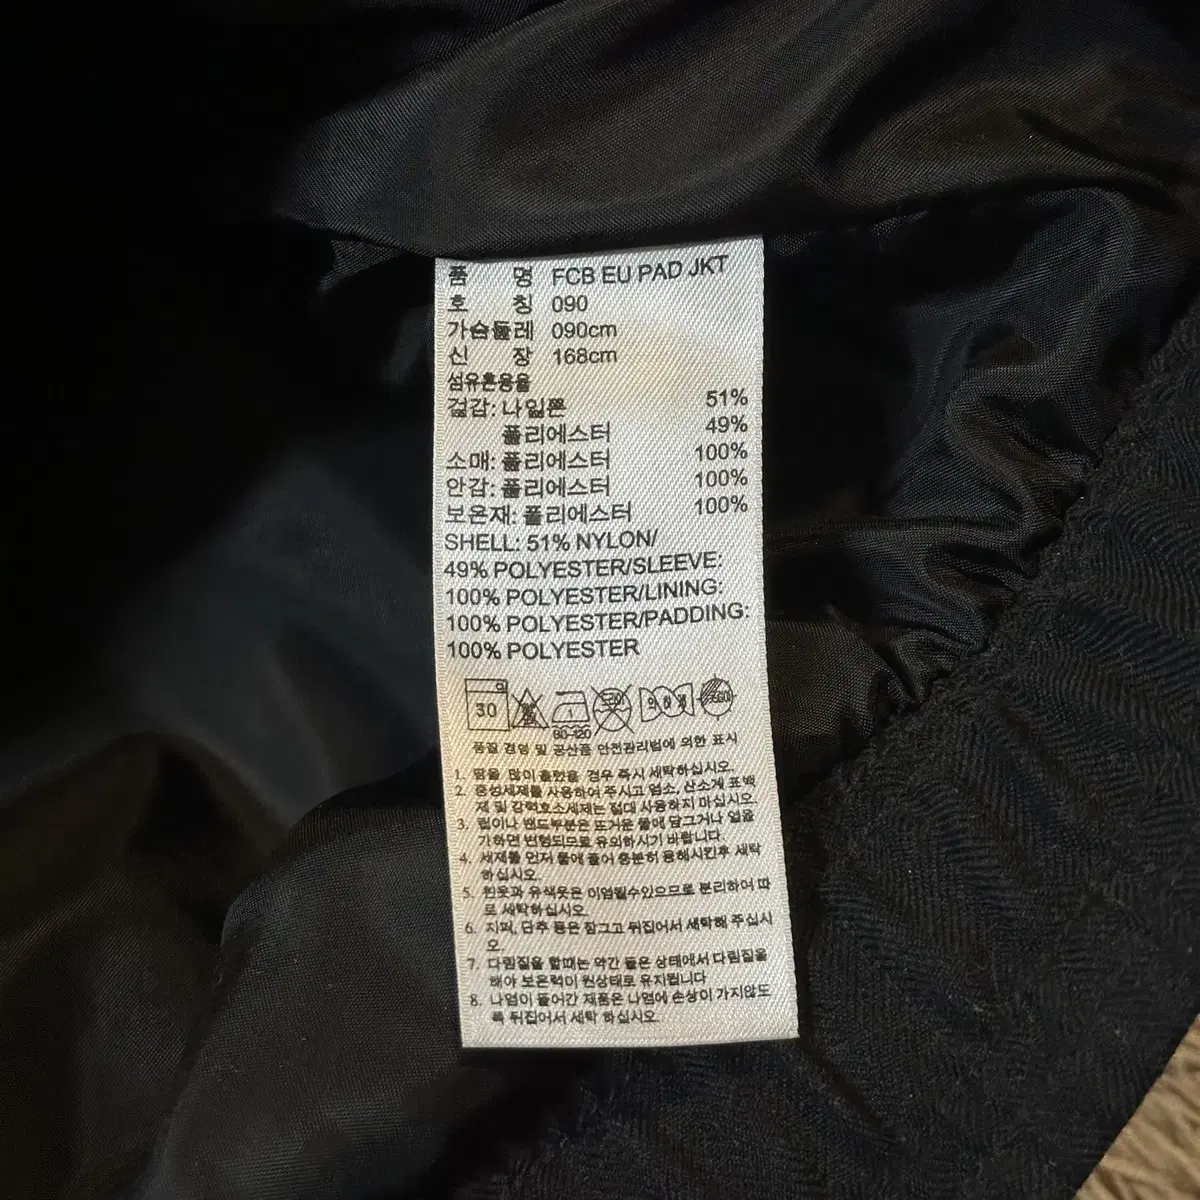 품 명 FCB EU PAD JKT
호 칭 090
가슴둘레 090cm
신 장 168cm
섬유혼용율
겉감: 나일론 51%
폴리에스터 49%
소매: 폴리에스터 100%
안감: 폴리에스터 100%
보온재: 폴리에스터 100%
SHELL: 51% NYLON/
49% POLYESTER/SLEEVE:
100% POLYESTER/LINING:
100% POLYESTER/PADDING:
100% POLYESTER
30
80~120
품질 경영 및 공산품 안전관리법에 의한 표시
1. 땀을 많이 흘렸을 경우 즉시 세탁하십시오.
2. 중성세제를 사용하여 주시고 염소, 산소계 표백
제 및 강력효소세제는 절대 사용하지 마십시오.
3. 립이나 밴드부분은 뜨거운 물에 담그거나 열을
가하면 변형되므로 유의하시기 바랍니다.
4. 세제를 먼저 물에 풀어 충분히 용해시킨후 세탁
하십시오.
5. 흰옷과 유색옷은 이염될수있으므로 분리하여 따
로 세탁하십시오.
6. 지퍼, 단추 등은 잠그고 뒤집어서 세탁해 주십시
오.
7. 다림질을 할때는 약간 들은 상태에서 다림질을
해야 보온력이 원상태로 유지됩니다
8. 나염이 들어간 제품은 나염에 손상이 가지않도
록 뒤집어서 세탁 하십시오.